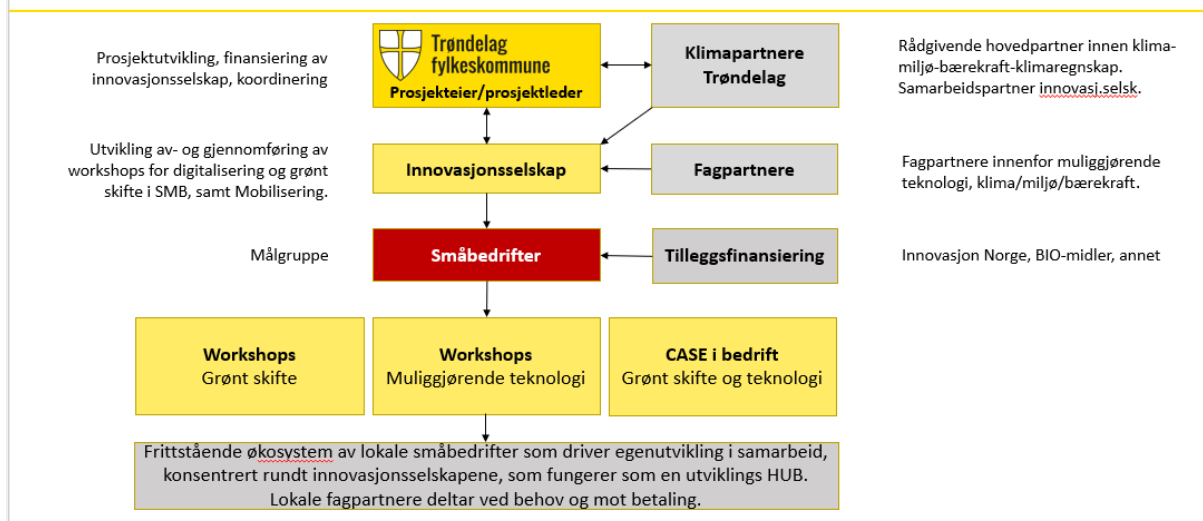 Prosjektutvikling, finansiering av
innovasjonsselskap, koordinering
Trøndelag
fylkeskommune
Prosjekteier/prosjektleder
Klimapartnere
Trøndelag
Rådgivende hovedpartner innen klima-
miljø-bærekraft-klimaregnskap.
Samarbeidspartner innovasj.selsk.
Utvikling av- og gjennomføring av
workshops for digitalisering og grønt
skifte i SMB, samt Mobilisering.
Innovasjonsselskap
Fagpartnere
Fagpartnere innenfor muliggjørende
teknologi, klima/miljø/bærekraft.
Målgruppe
Småbedrifter
Tilleggsfinansiering
Innovasjon Norge, BIO-midler, annet
Workshops
Grønt skifte
Workshops
Muliggjørende teknologi
CASE i bedrift
Grønt skifte og teknologi
Frittstående økosystem av lokale småbedrifter som driver egenutvikling i samarbeid,
konsentrert rundt innovasjonsselskapene, som fungerer som en utviklings HUB.
Lokale fagpartnere deltar ved behov og mot betaling.